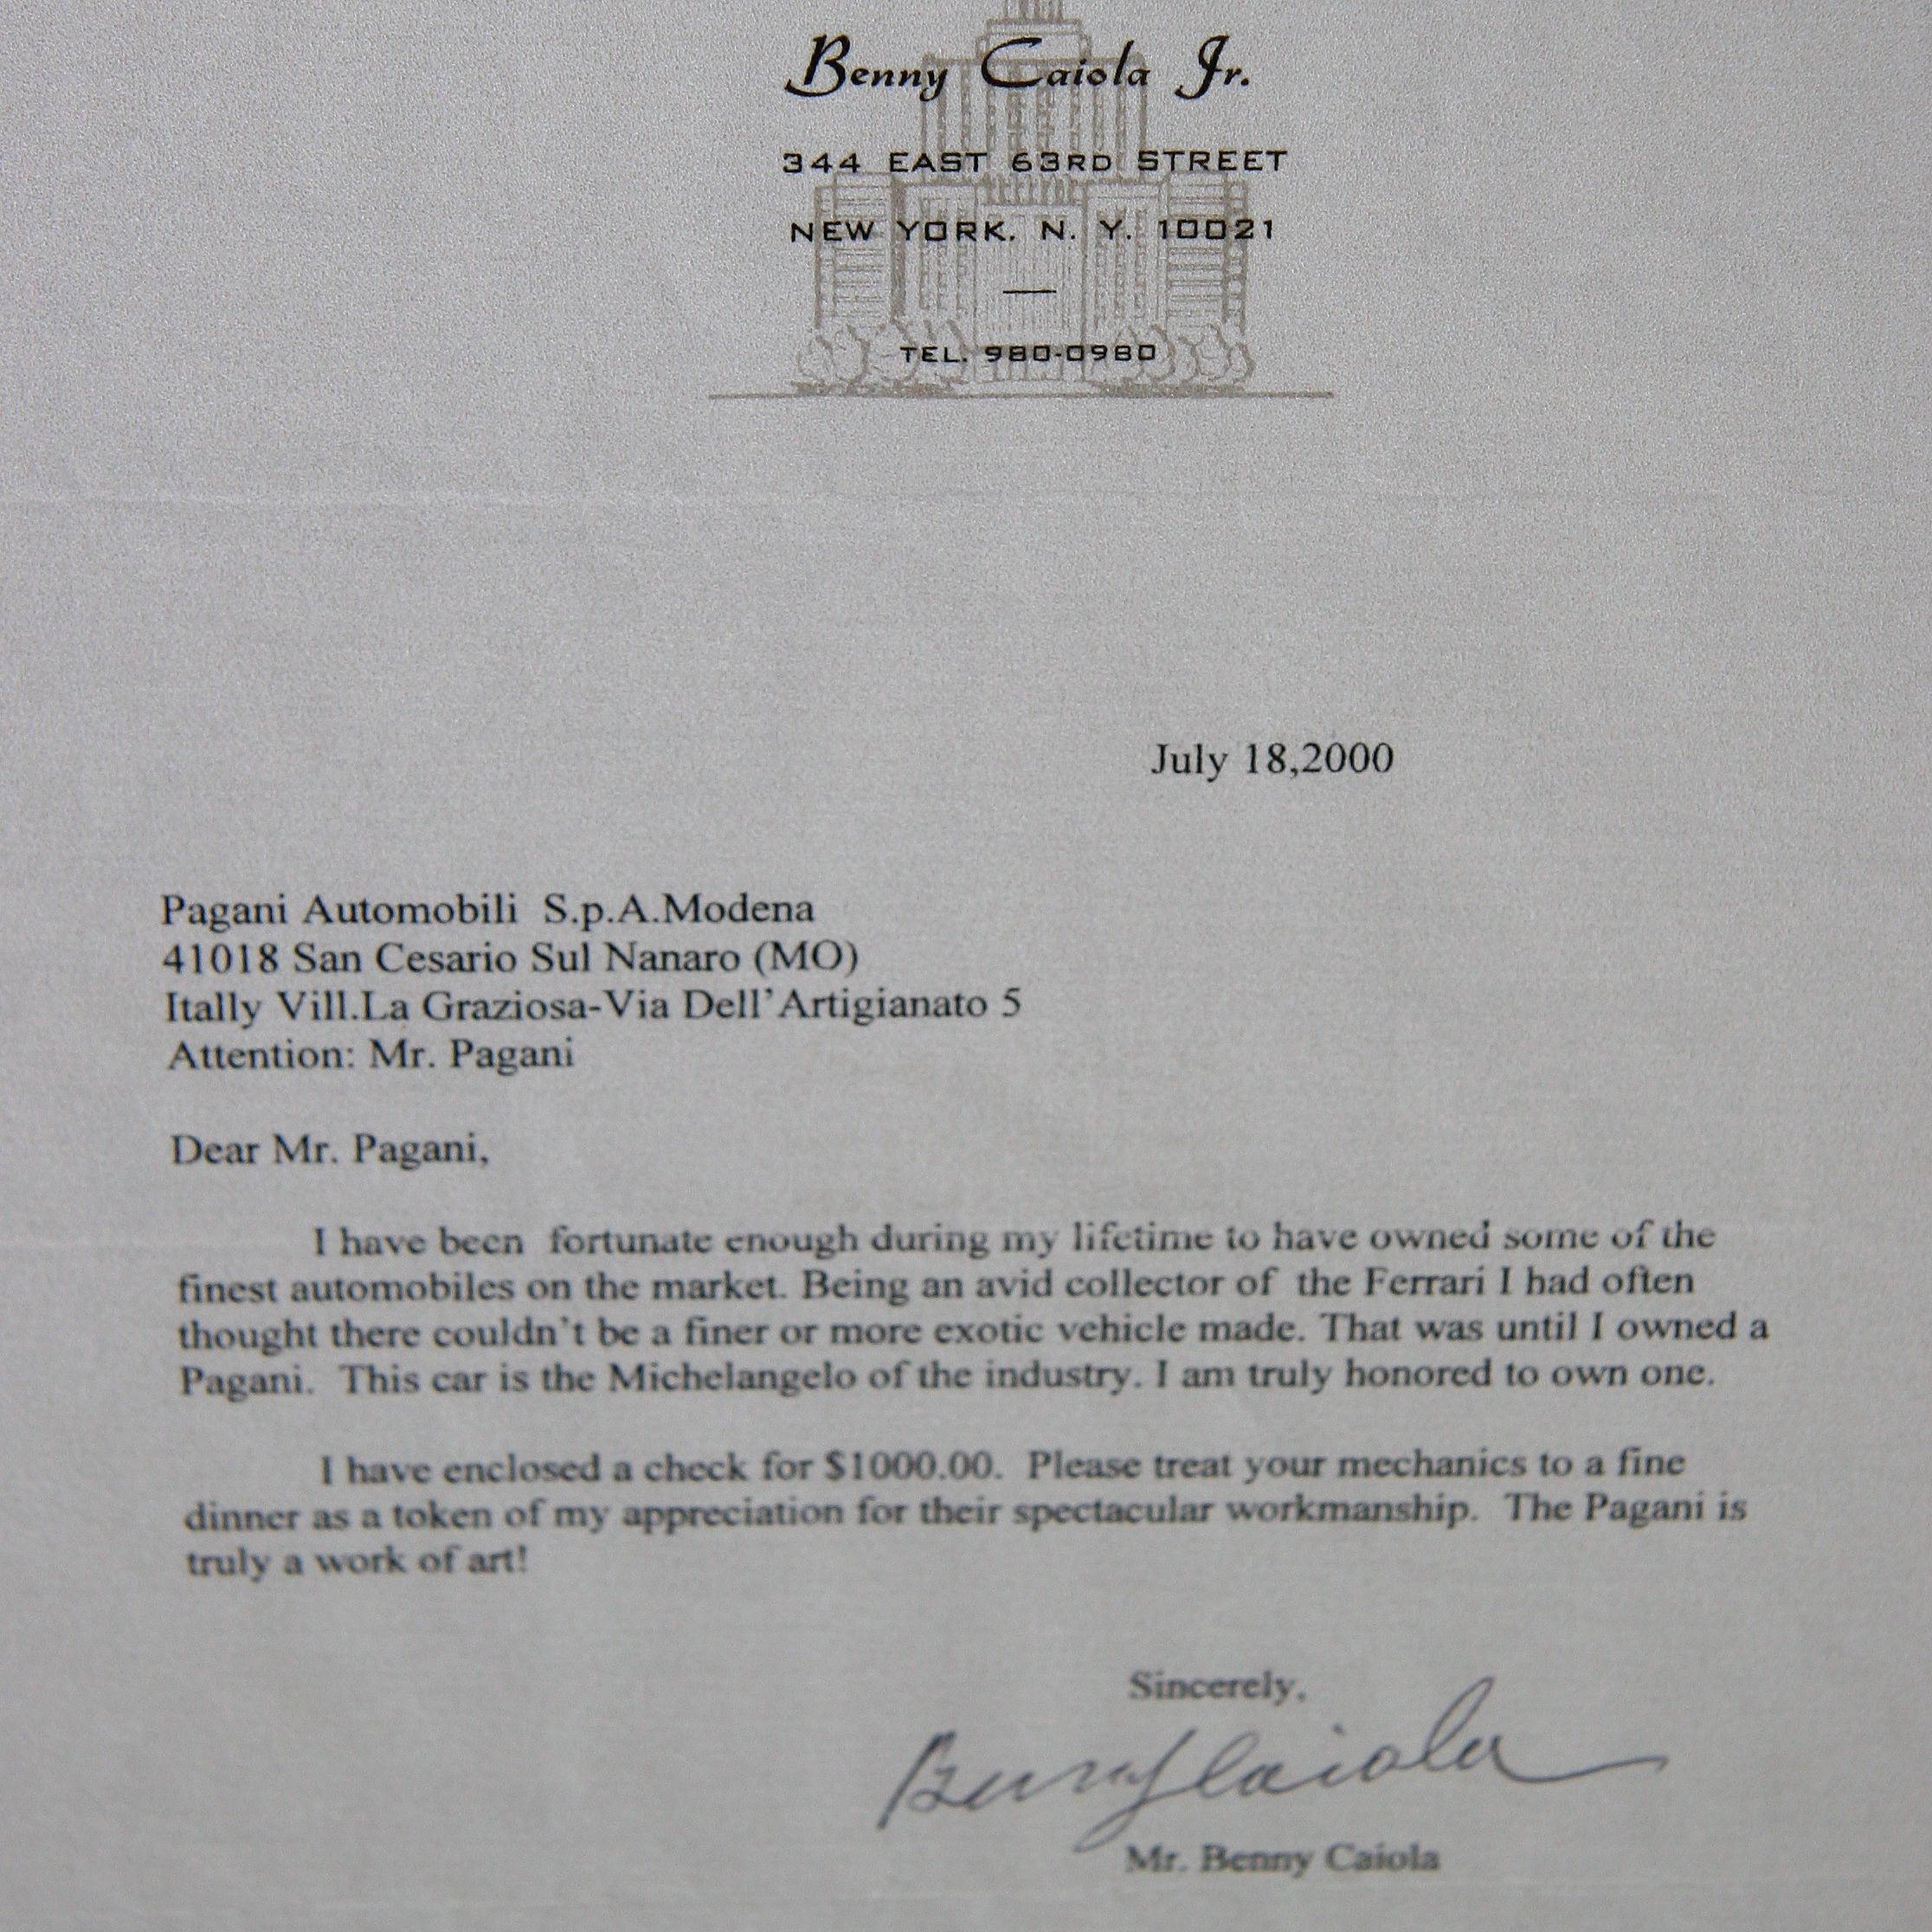 Benny Caiola Jr.
344 EAST 63RD STREET
NEW YORK, N. Y. 10021
TEL. 980-0980
July 18,2000
Pagani Automobili S.p.A.Modena
41018 San Cesario Sul Nanaro (MO)
Itally Vill.La Graziosa-Via Dell'Artigianato 5
Attention: Mr. Pagani
Dear Mr. Pagani,
I have been fortunate enough during my lifetime to have owned some of the
finest automobiles on the market. Being an avid collector of the Ferrari I had often
thought there couldn't be a finer or more exotic vehicle made. That was until I owned a
Pagani. This car is the Michelangelo of the industry. I am truly honored to own one.
I have enclosed a check for $1000.00. Please treat your mechanics to a fine
dinner as a token of my appreciation for their spectacular workmanship. The Pagani is
truly a work of art!
Sincerely,
Benny Caiola
Mr. Benny Caiola